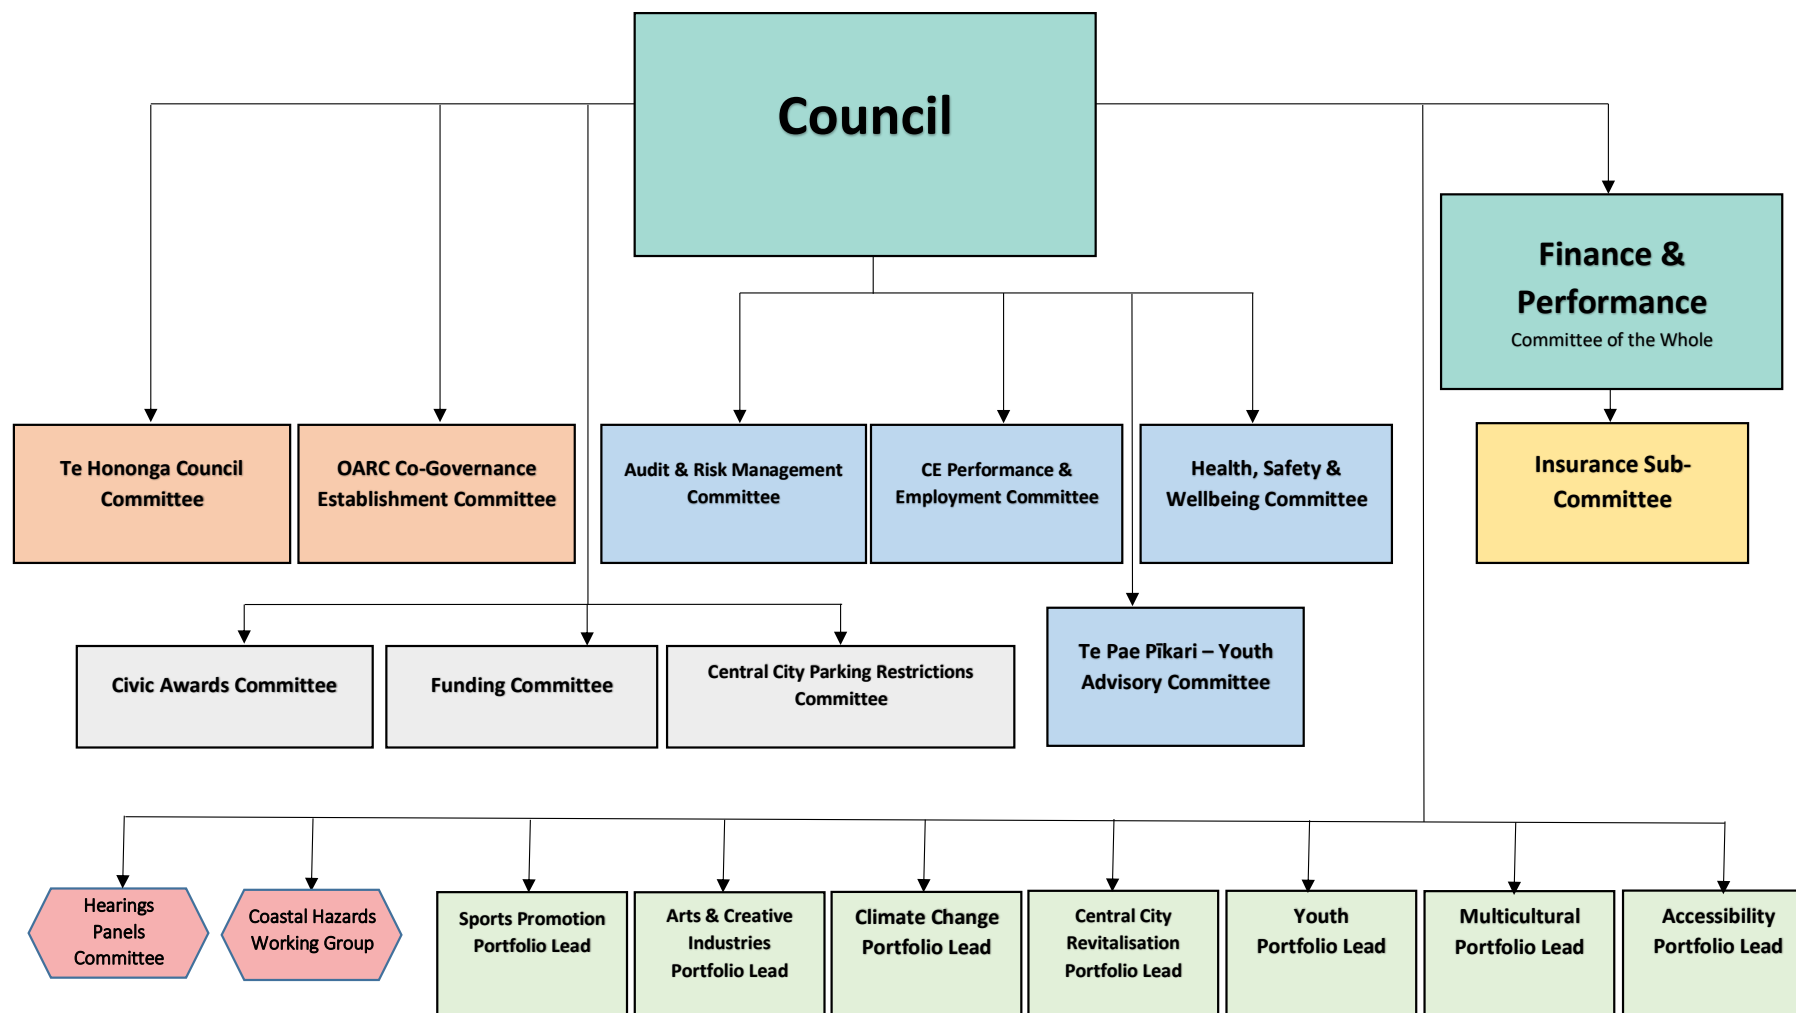 Council
Finance &
Performance
Committee of the Whole
Te Hononga Council
Committee
OARC Co-Governance
Establishment Committee
Audit & Risk Management
Committee
CE Performance &
Employment Committee
Health, Safety &
Wellbeing Committee
Insurance Sub-
Committee
Civic Awards Committee
Funding Committee
Central City Parking Restrictions
Committee
Te Pae Pīkari – Youth
Advisory Committee
Hearings
Panels
Committee
Coastal Hazards
Working Group
Sports Promotion
Portfolio Lead
Arts & Creative
Industries
Portfolio Lead
Climate Change
Portfolio Lead
Central City
Revitalisation
Portfolio Lead
Youth
Portfolio Lead
Multicultural
Portfolio Lead
Accessibility
Portfolio Lead